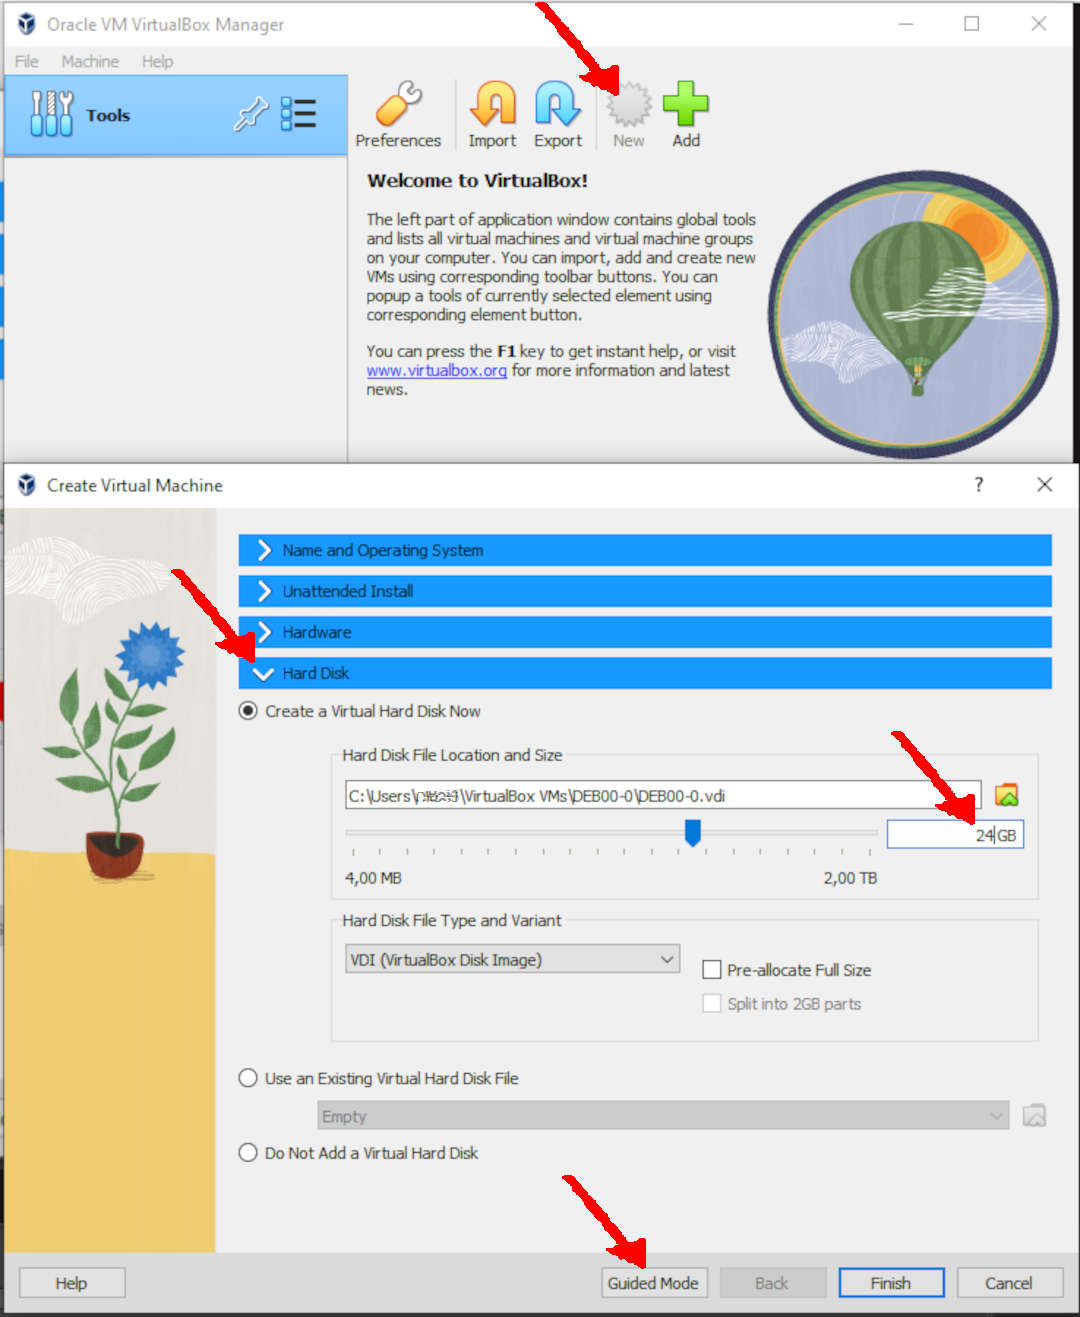 Oracle VM VirtualBox Manager
File Machine Help
Tools
Preferences Import Export New Add
Welcome to VirtualBox!
The left part of application window contains global tools
and lists all virtual machines and virtual machine groups
on your computer. You can import, add and create new
VMs using corresponding toolbar buttons. You can
popup a tools of currently selected element using
corresponding element button.
You can press the F1 key to get instant help, or visit
www.virtualbox.org for more information and latest
news.
Create Virtual Machine ?
Name and Operating System
Unattended Install
Hardware
Hard Disk
Create a Virtual Hard Disk Now
Hard Disk File Location and Size
C:\Users\ \VirtualBox VMs\DEB00-0\DEB00-0.vdi
24 GB
4,00 MB 2,00 TB
Hard Disk File Type and Variant
VDI (VirtualBox Disk Image)
Pre-allocate Full Size
Split into 2GB parts
Use an Existing Virtual Hard Disk File
Empty
Do Not Add a Virtual Hard Disk
Help Guided Mode Back Finish Cancel